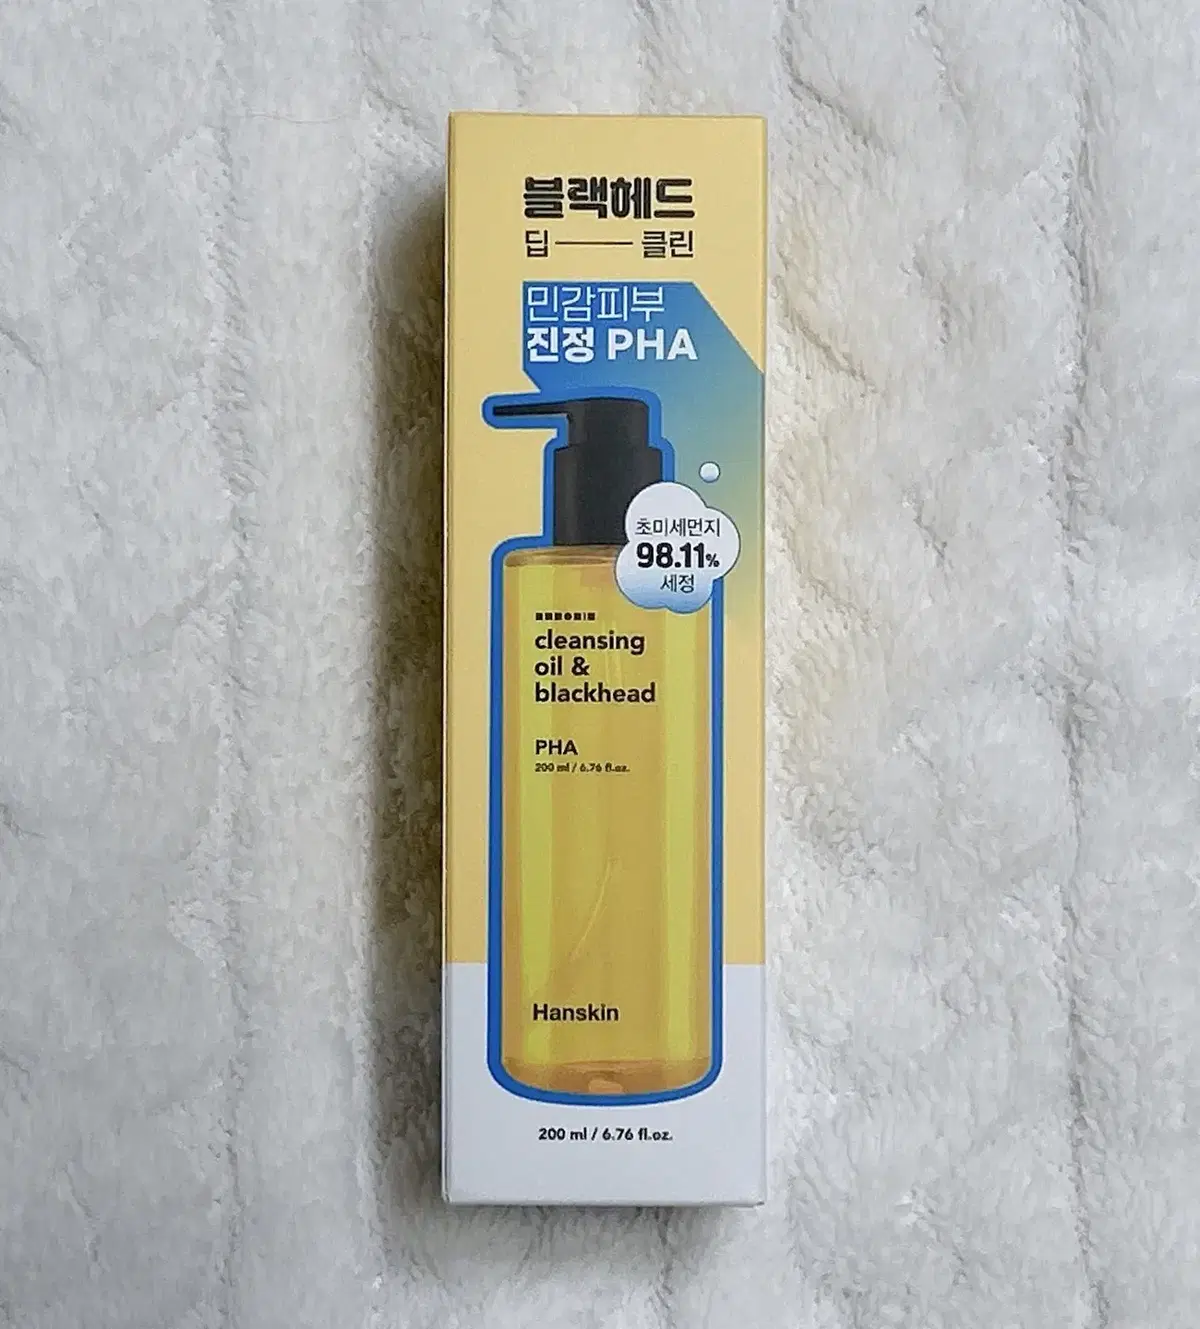 블랙헤드
딥 클린
민감피부
진정 PHA
초미세먼지
98.11%
세정
cleansing
oil &
blackhead
PHA
200 ml / 6.76 fl.oz.
Hanskin
200 ml / 6.76 fl.oz.